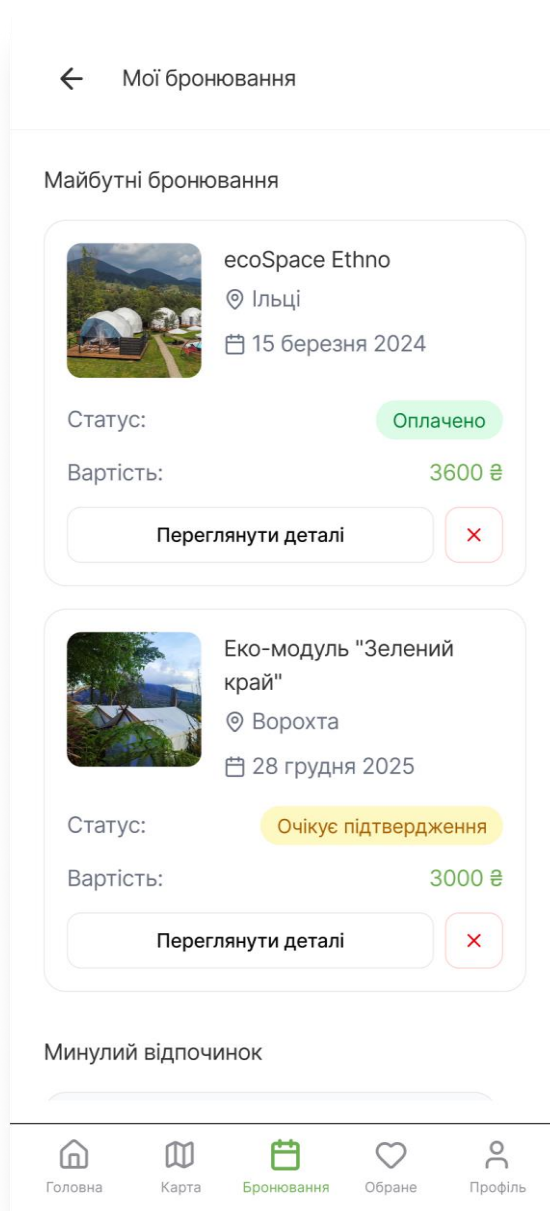 Мої бронювання
Майбутні бронювання
ecoSpace Ethno
Ільці
15 березня 2024
Статус:
Оплачено
Вартість:
3600 ₴
Переглянути деталі
Еко-модуль "Зелений
край"
Ворохта
28 грудня 2025
Статус:
Очікує підтвердження
Вартість:
3000 ₴
Переглянути деталі
Минулий відпочинок
Головна
Карта
Бронювання
Обране
Профіль